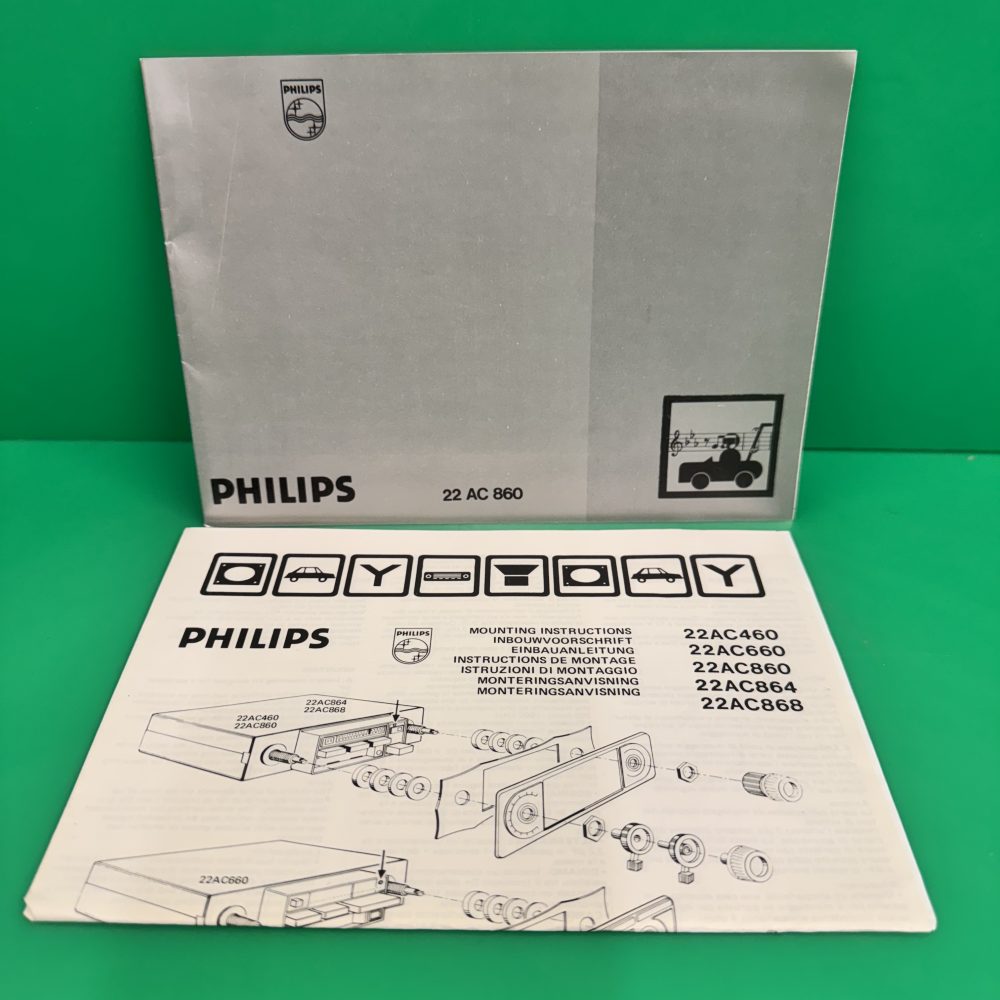 PHILIPS
PHILIPS
22 AC 860
PHILIPS
PHILIPS
MOUNTING INSTRUCTIONS
INBOUWVOORSCHRIFT
EINBAUANLEITUNG
INSTRUCTIONS DE MONTAGE
ISTRUZIONI DI MONTAGGIO
MONTERINGSANVISNING
MONTERINGSANVISNING
22AC460
22AC660
22AC860
22AC864
22AC868
22AC864
22AC868
22AC460
22AC860
22AC660